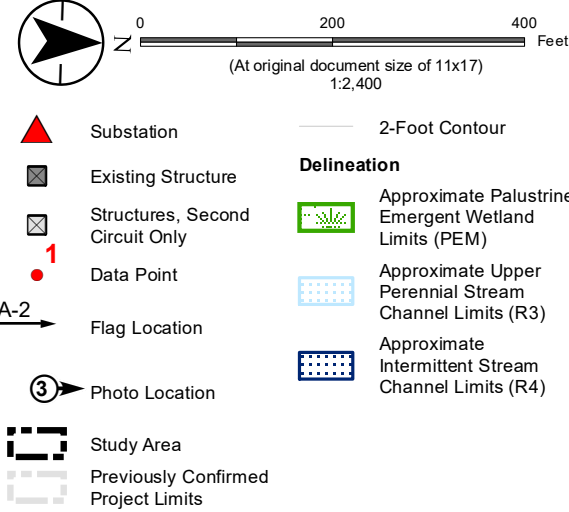 0 200 400
N
Feet
(At original document size of 11x17)
1:2,400
Substation
Existing Structure
Structures, Second
Circuit Only
1
Data Point
A-2
Flag Location
3
Photo Location
Study Area
Previously Confirmed
Project Limits
2-Foot Contour
Delineation
Approximate Palustrine
Emergent Wetland
Limits (PEM)
Approximate Upper
Perennial Stream
Channel Limits (R3)
Approximate
Intermittent Stream
Channel Limits (R4)